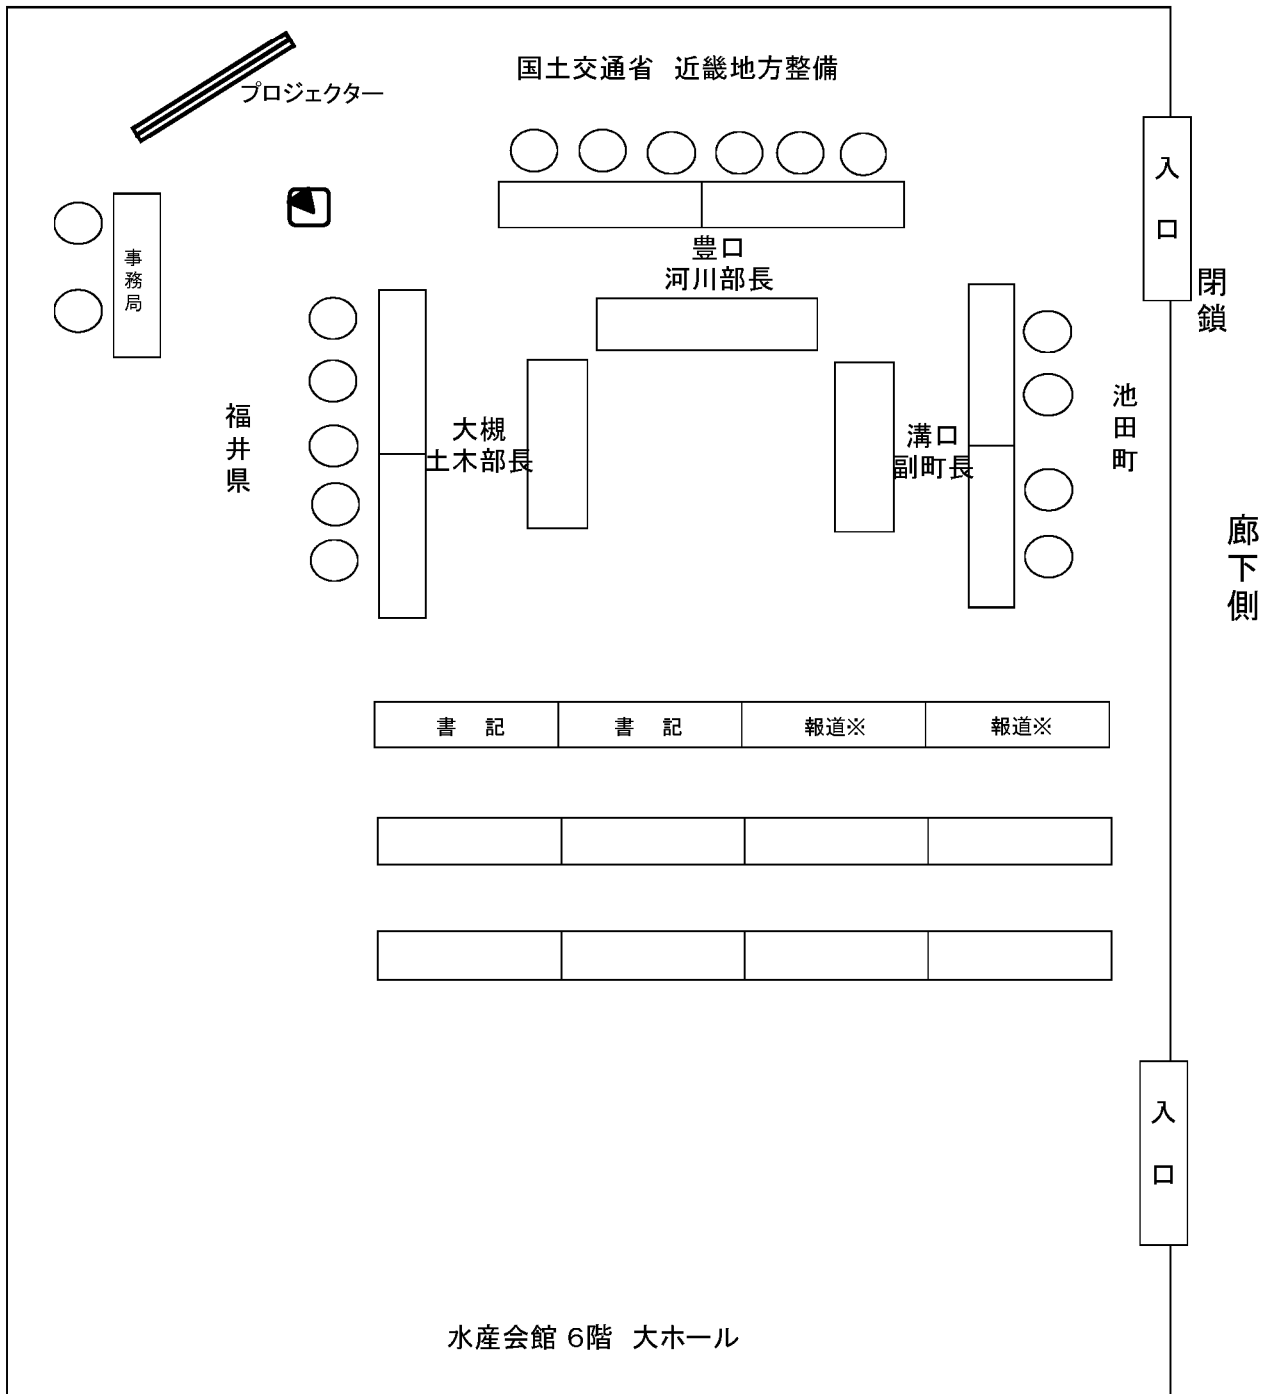 国土交通省 近畿地方整備
プロジェクター
入口
閉鎖
事務局
豊口
河川部長
福井県
大槻
土木部長
溝口
副町長
池田町
廊下側
書 記
書 記
報道※
報道※
入口
水産会館 6階 大ホール